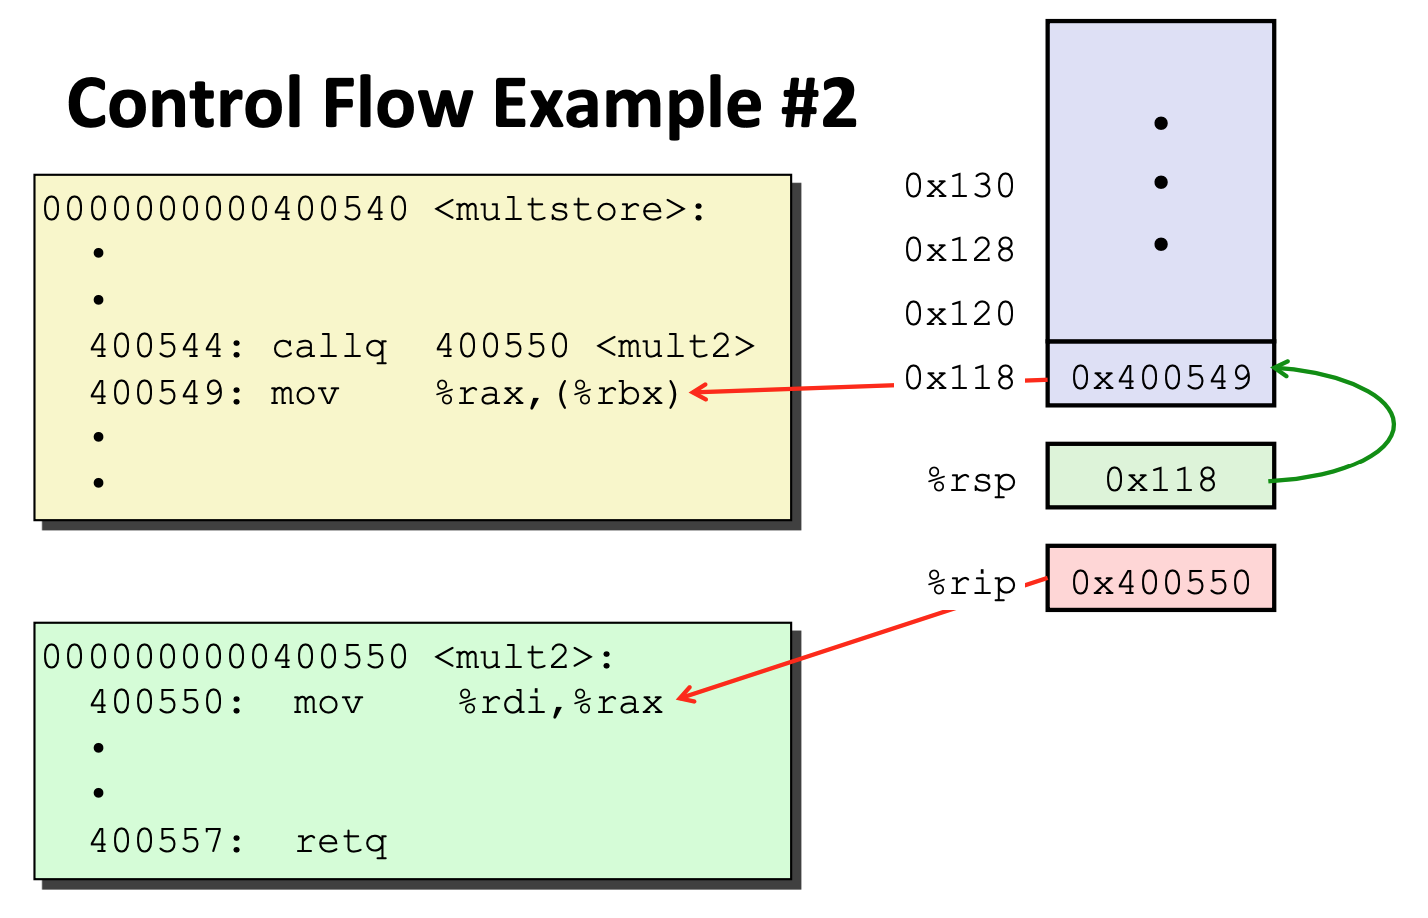 Control Flow Example #2
0000000000400540 <multstore>:
•
•
400544: callq 400550 <mult2>
400549: mov %rax,(%rbx)
•
•
0000000000400550 <mult2>:
400550: mov %rdi,%rax
•
•
400557: retq
•
•
•
0x130
0x128
0x120
0x118 0x400549
%rsp 0x118
%rip 0x400550